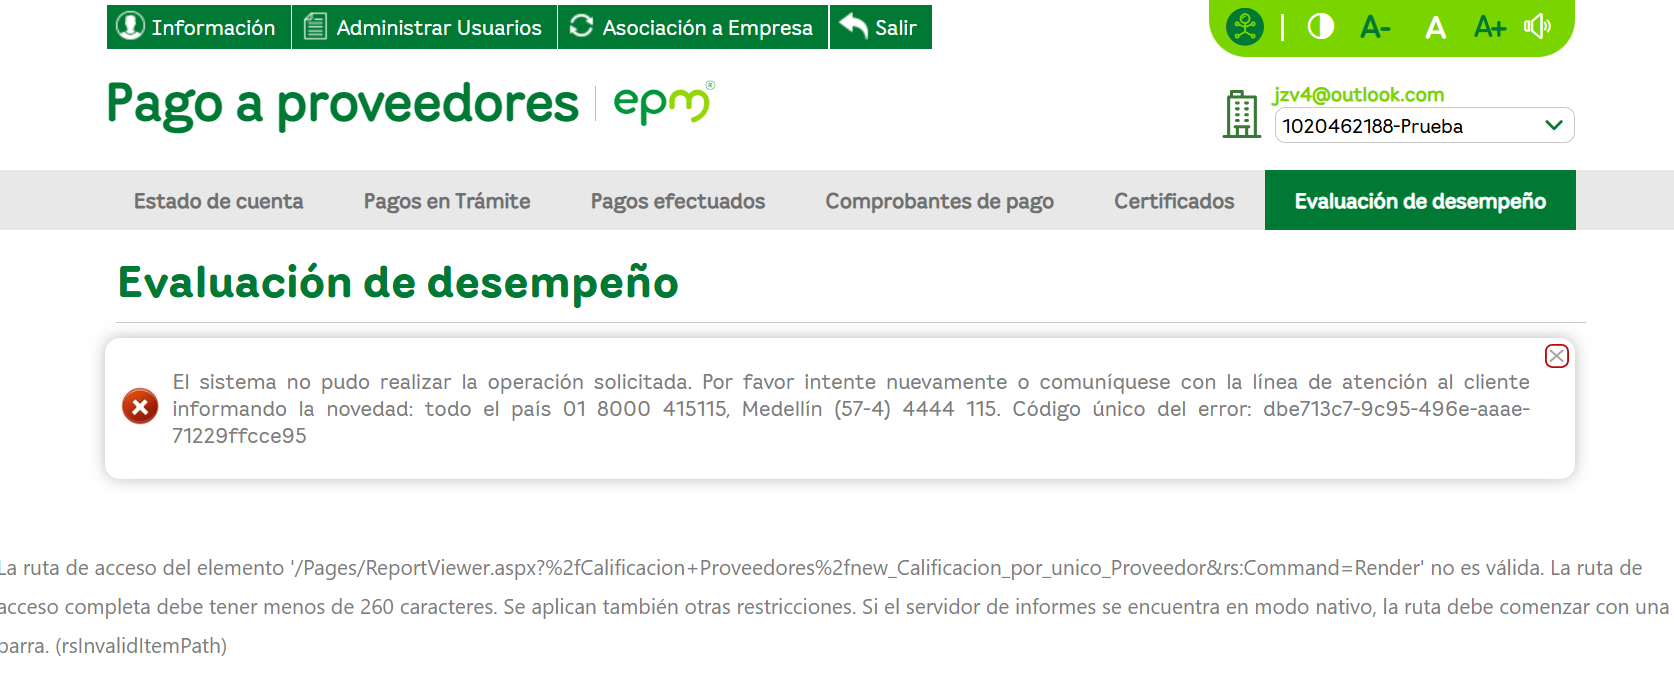 Información Administrar Usuarios Asociación a Empresa Salir
A- A A+
Pago a proveedores epm®
jzv4@outlook.com
1020462188-Prueba
Estado de cuenta Pagos en Trámite Pagos efectuados Comprobantes de pago Certificados Evaluación de desempeño
Evaluación de desempeño
El sistema no pudo realizar la operación solicitada. Por favor intente nuevamente o comuníquese con la línea de atención al cliente
informando la novedad: todo el país 01 8000 415115, Medellín (57-4) 4444 115. Código único del error: dbe713c7-9c95-496e-aaae-
71229ffcce95
La ruta de acceso del elemento '/Pages/ReportViewer.aspx?%2fCalificacion+Proveedores%2fnew_Calificacion_por_unico_Proveedor&rs:Command=Render' no es válida. La ruta de
acceso completa debe tener menos de 260 caracteres. Se aplican también otras restricciones. Si el servidor de informes se encuentra en modo nativo, la ruta debe comenzar con una
barra. (rsInvalidItemPath)